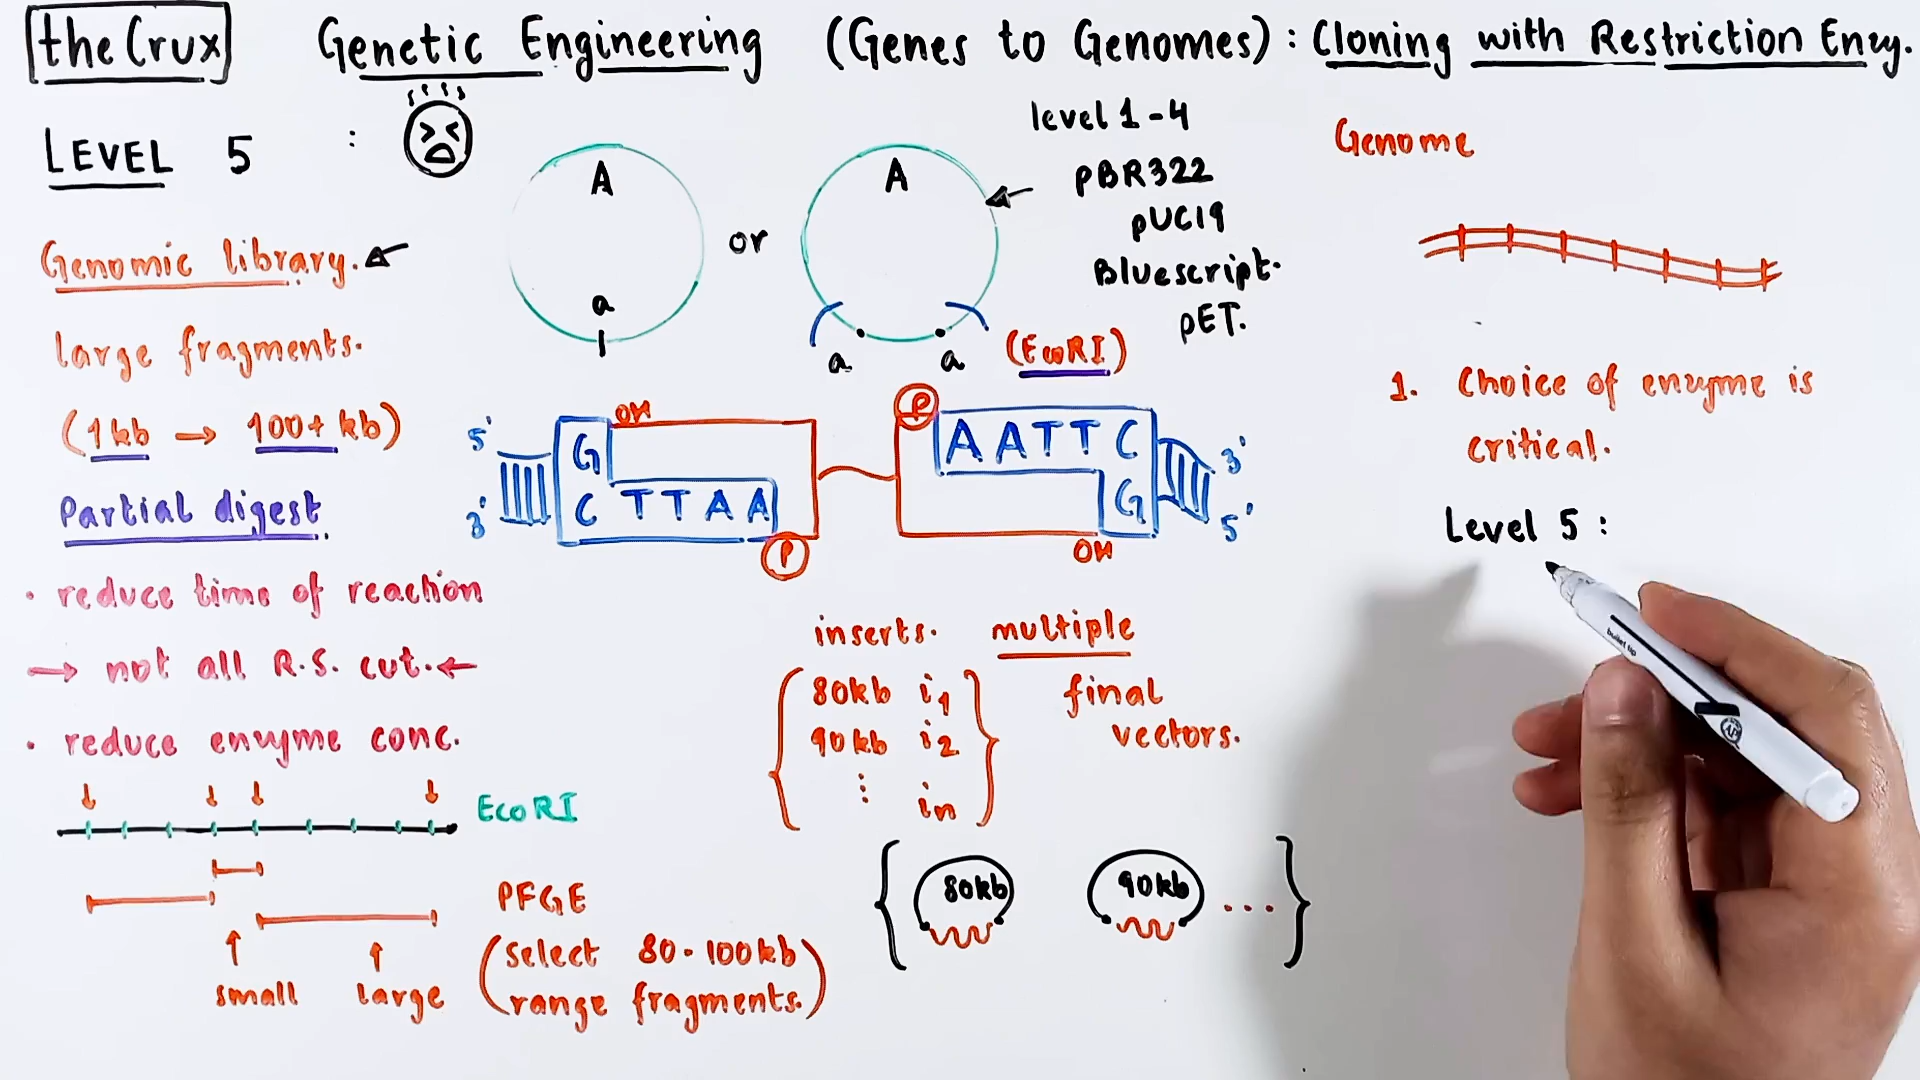 the Crux
Genetic Engineering (Genes to Genomes) : Cloning with Restriction Enzy.
LEVEL 5 :
Genomic library.
large fragments.
(1kb → 100+ kb)
Partial digest.
• reduce time of reaction
→ not all R.S. cut. ←
• reduce enzyme conc.
EcoRI
small
large
PFGE
(select 80-100kb
range fragments.)
A
a
or
A
a
a
level 1-4
pBR322
pUC19
Bluescript.
pET.
(EcoRI)
5'
3'
G
C T T A A
OH
P
P
A A T T C
G
OH
3'
5'
inserts.
80kb i1
90kb i2
⋮ in
multiple
final
vectors.
80kb
90kb
...
Genome
1. Choice of enzyme is
critical.
Level 5 :
bullet tip